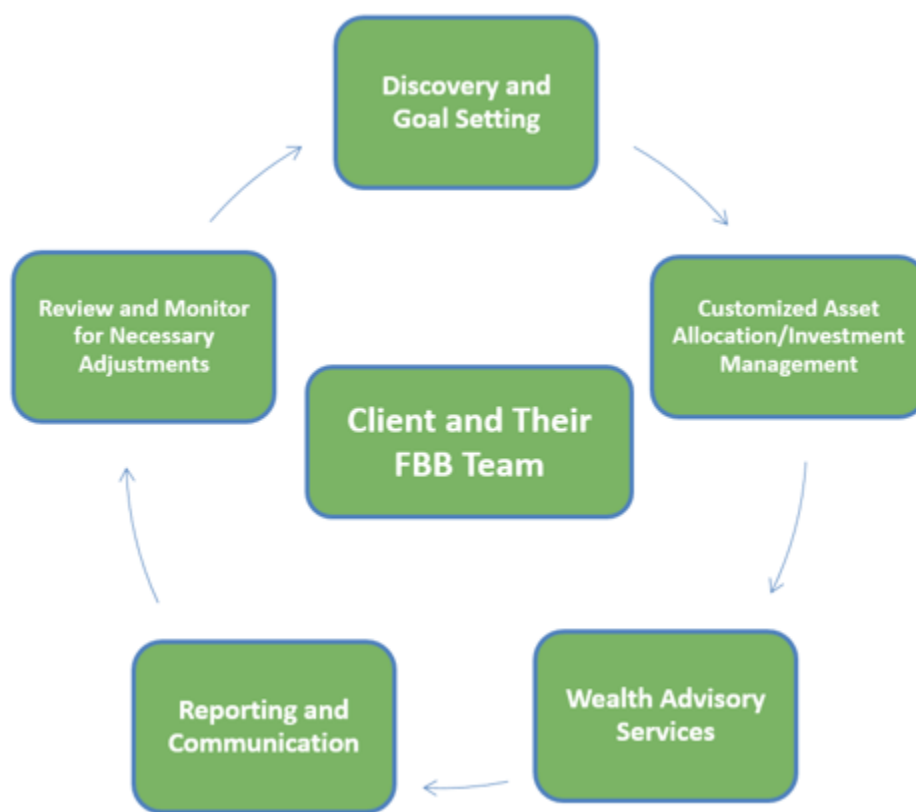 Discovery and
Goal Setting
Customized Asset
Allocation/Investment
Management
Wealth Advisory
Services
Reporting and
Communication
Review and Monitor
for Necessary
Adjustments
Client and Their
FBB Team